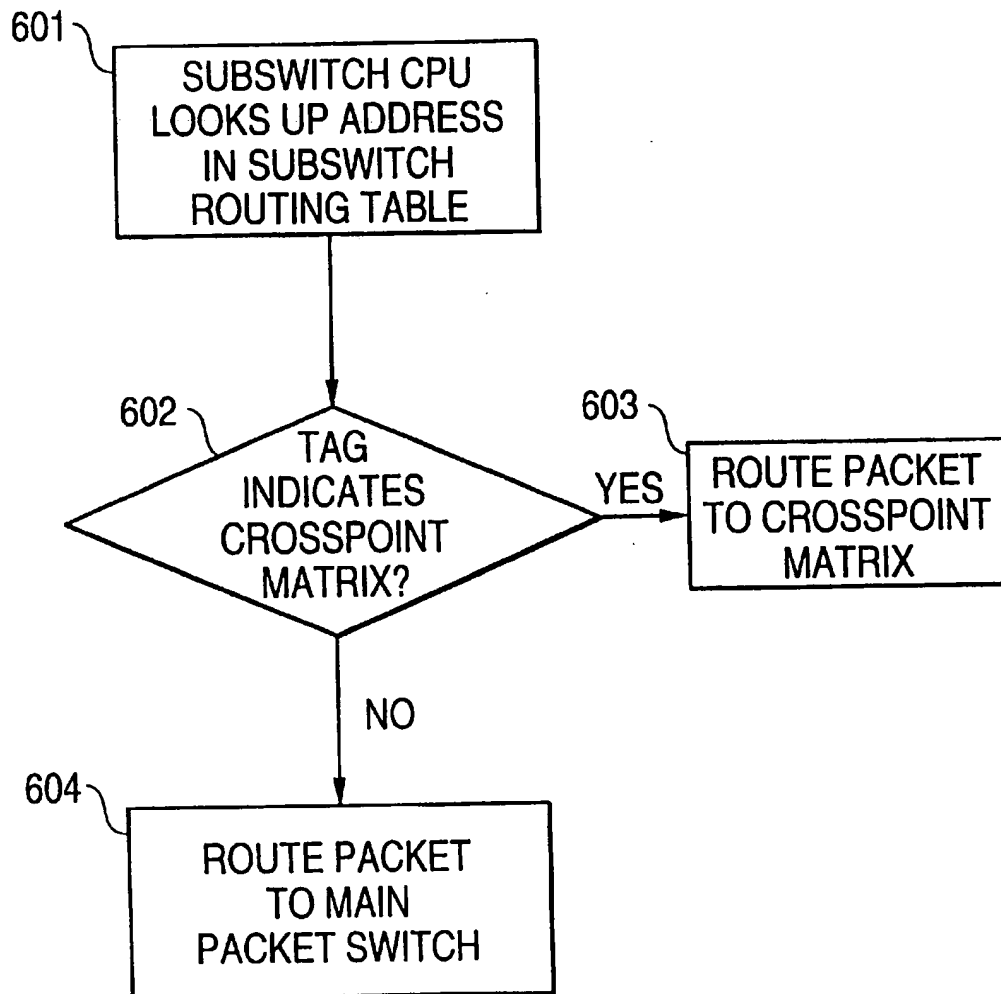 601
SUBSWITCH CPU
LOOKS UP ADDRESS
IN SUBSWITCH
ROUTING TABLE
602
TAG
INDICATES
CROSSPOINT
MATRIX?
YES
603
ROUTE PACKET
TO CROSSPOINT
MATRIX
NO
604
ROUTE PACKET
TO MAIN
PACKET SWITCH